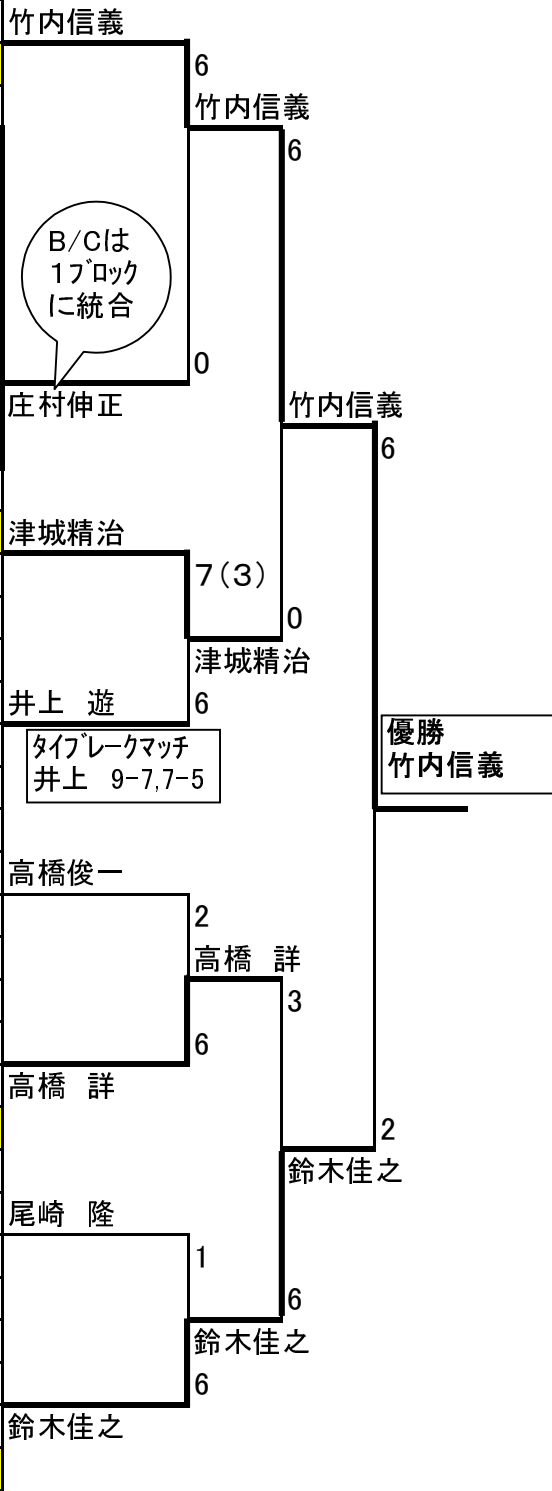 竹内信義
6
竹内信義
6
B/Cは
1ﾌﾞﾛｯｸ
に統合
0
庄村伸正
竹内信義
6
津城精治
7(3)
0
津城精治
井上　遊
6
ﾀｲﾌﾞﾚｰｸﾏｯﾁ
井上　9-7,7-5
優勝
竹内信義
高橋俊一
2
高橋　詳
3
6
高橋　詳
2
鈴木佳之
尾崎　隆
1
6
鈴木佳之
6
鈴木佳之